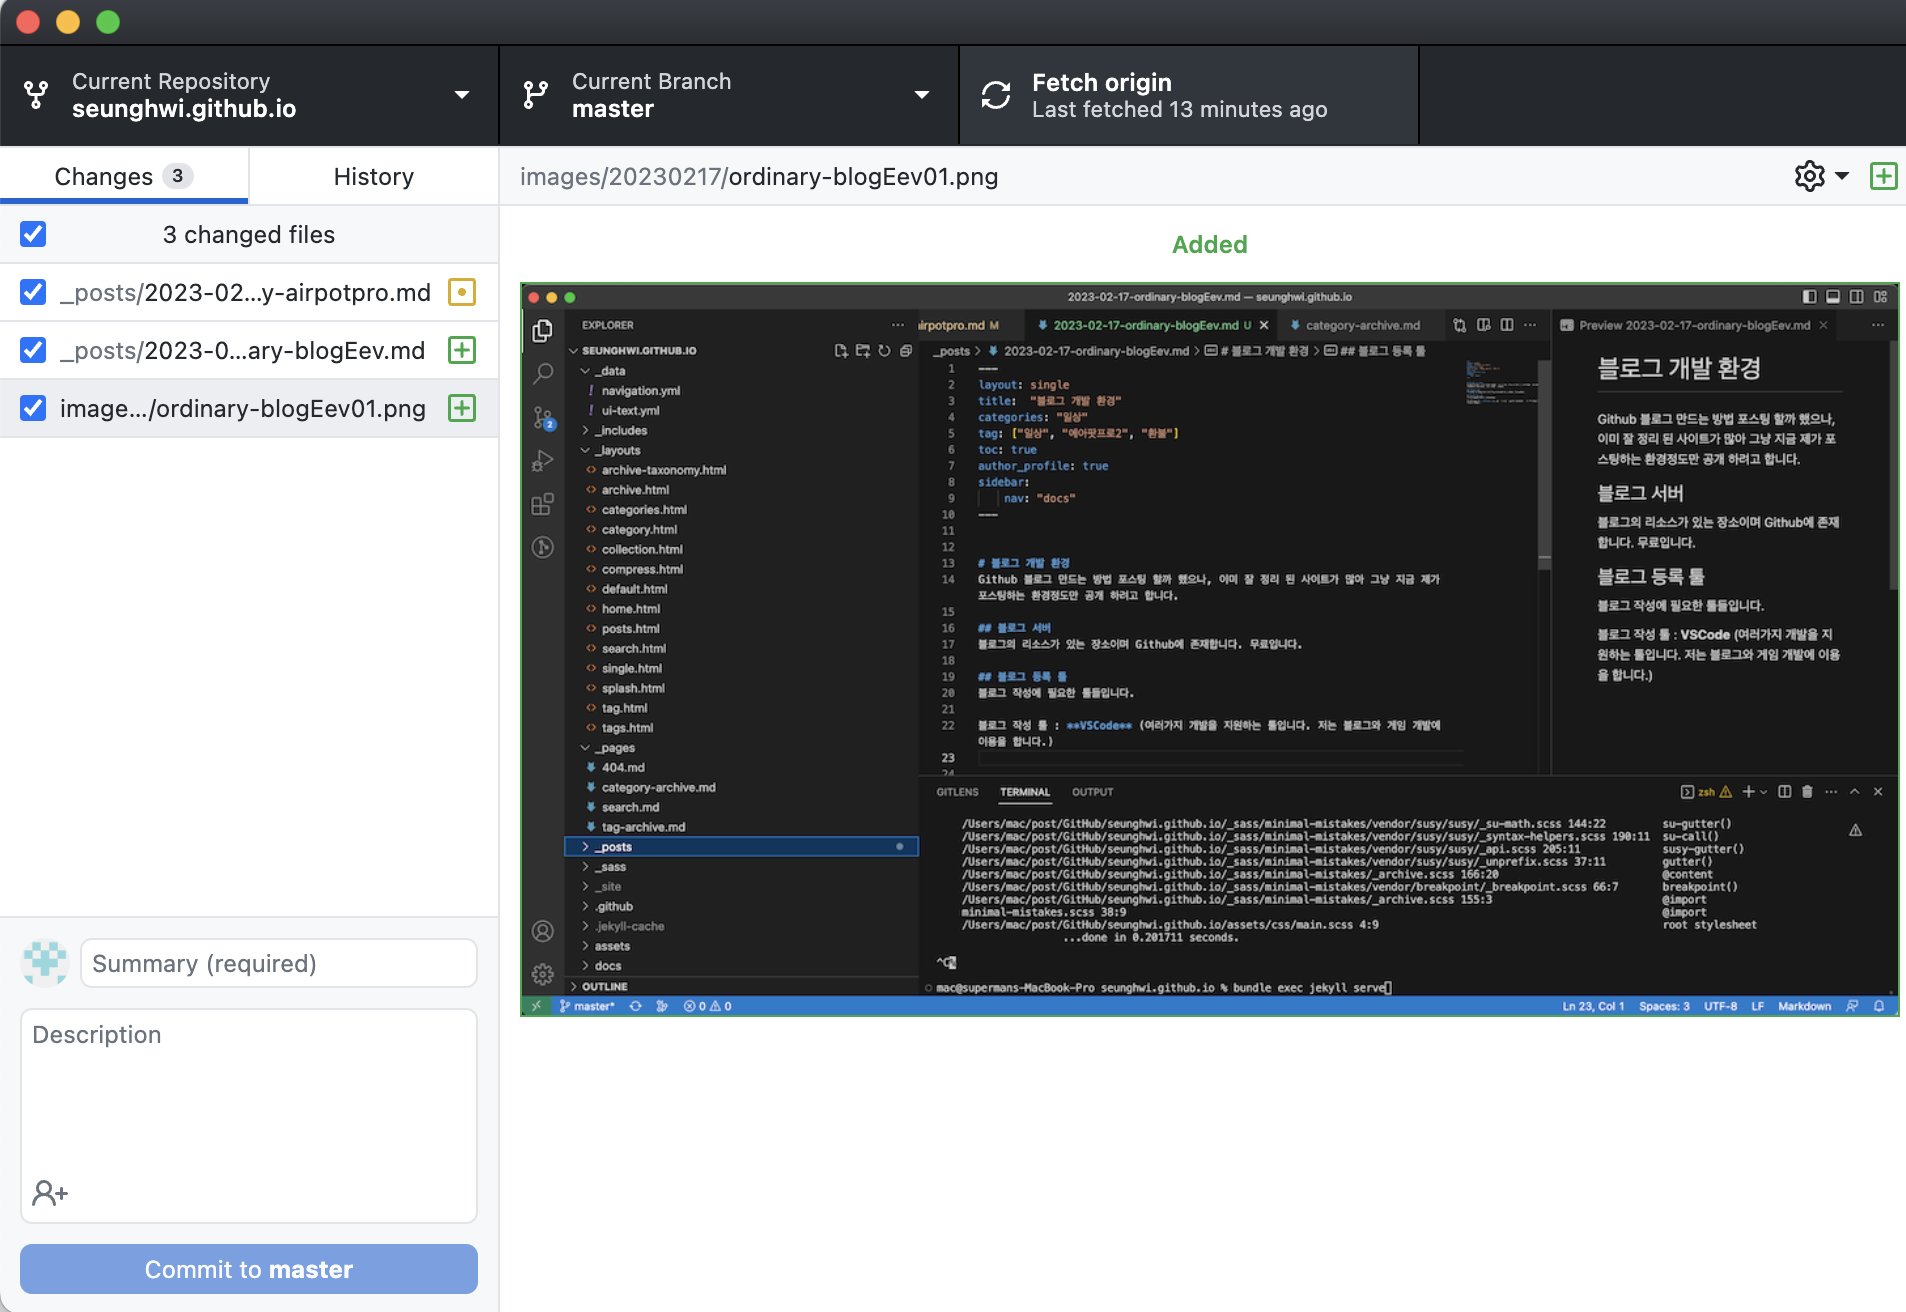 Current Repository
seunghwi.github.io
Current Branch
master
Fetch origin
Last fetched 13 minutes ago
Changes 3
History
images/20230217/ordinary-blogEev01.png
3 changed files
_posts/2023-02...y-airpotpro.md
_posts/2023-0...ary-blogEev.md
image.../ordinary-blogEev01.png
Summary (required)
Description
Commit to master
Added
2023-02-17-ordinary-blogEev.md — seunghwi.github.io
EXPLORER
SEUNGHWI.GITHUB.IO
_data
navigation.yml
ui-text.yml
_includes
_layouts
archive-taxonomy.html
archive.html
categories.html
category.html
collection.html
compress.html
default.html
home.html
posts.html
search.html
single.html
splash.html
tag.html
tags.html
_pages
404.md
category-archive.md
search.md
tag-archive.md
_posts
_sass
_site
.github
.jekyll-cache
assets
docs
OUTLINE
2
airpotpro.md M
2023-02-17-ordinary-blogEev.md U
category-archive.md
Preview 2023-02-17-ordinary-blogEev.md
_posts > 2023-02-17-ordinary-blogEev.md > # 블로그 개발 환경 > ## 블로그 등록 툴
1 ---
2 layout: single
3 title: "블로그 개발 환경"
4 categories: "일상"
5 tag: ["일상", "에아팟프로2", "환불"]
6 toc: true
7 author_profile: true
8 sidebar:
9 nav: "docs"
10 ---
11
12
13 # 블로그 개발 환경
14 Github 블로그 만드는 방법 포스팅 할까 했으나, 이미 잘 정리 된 사이트가 많아 그냥 지금 제가
포스팅하는 환경정도만 공개 하려고 합니다.
15
16 ## 블로그 서버
17 블로그의 리소스가 있는 장소이며 Github에 존재합니다. 무료입니다.
18
19 ## 블로그 등록 툴
20 블로그 작성에 필요한 툴들입니다.
21
22 블로그 작성 툴 : **VSCode** (여러가지 개발을 지원하는 툴입니다. 저는 블로그와 게임 개발에
이용을 합니다.)
23
24
블로그 개발 환경
Github 블로그 만드는 방법 포스팅 할까 했으나,
이미 잘 정리 된 사이트가 많아 그냥 지금 제가 포
스팅하는 환경정도만 공개 하려고 합니다.
블로그 서버
블로그의 리소스가 있는 장소이며 Github에 존재
합니다. 무료입니다.
블로그 등록 툴
블로그 작성에 필요한 툴들입니다.
블로그 작성 툴 : VSCode (여러가지 개발을 지
원하는 툴입니다. 저는 블로그와 게임 개발에 이용
을 합니다.)
GITLENS TERMINAL OUTPUT
zsh
/Users/mac/post/GitHub/seunghwi.github.io/_sass/minimal-mistakes/vendor/susy/susy/_su-math.scss 144:22 su-gutter()
/Users/mac/post/GitHub/seunghwi.github.io/_sass/minimal-mistakes/vendor/susy/susy/_syntax-helpers.scss 190:11 su-call()
/Users/mac/post/GitHub/seunghwi.github.io/_sass/minimal-mistakes/vendor/susy/susy/_api.scss 205:11 susy-gutter()
/Users/mac/post/GitHub/seunghwi.github.io/_sass/minimal-mistakes/vendor/susy/susy/_unprefix.scss 37:11 gutter()
/Users/mac/post/GitHub/seunghwi.github.io/_sass/minimal-mistakes/_archive.scss 166:20 @content
/Users/mac/post/GitHub/seunghwi.github.io/_sass/minimal-mistakes/vendor/breakpoint/_breakpoint.scss 66:7 breakpoint()
/Users/mac/post/GitHub/seunghwi.github.io/_sass/minimal-mistakes/_archive.scss 155:3 @import
minimal-mistakes.scss 38:9 @import
/Users/mac/post/GitHub/seunghwi.github.io/assets/css/main.scss 4:9 root stylesheet
...done in 0.201711 seconds.
mac@supermans-MacBook-Pro seunghwi.github.io % bundle exec jekyll serve
master* 0 0
Ln 23, Col 1 Spaces: 3 UTF-8 LF Markdown